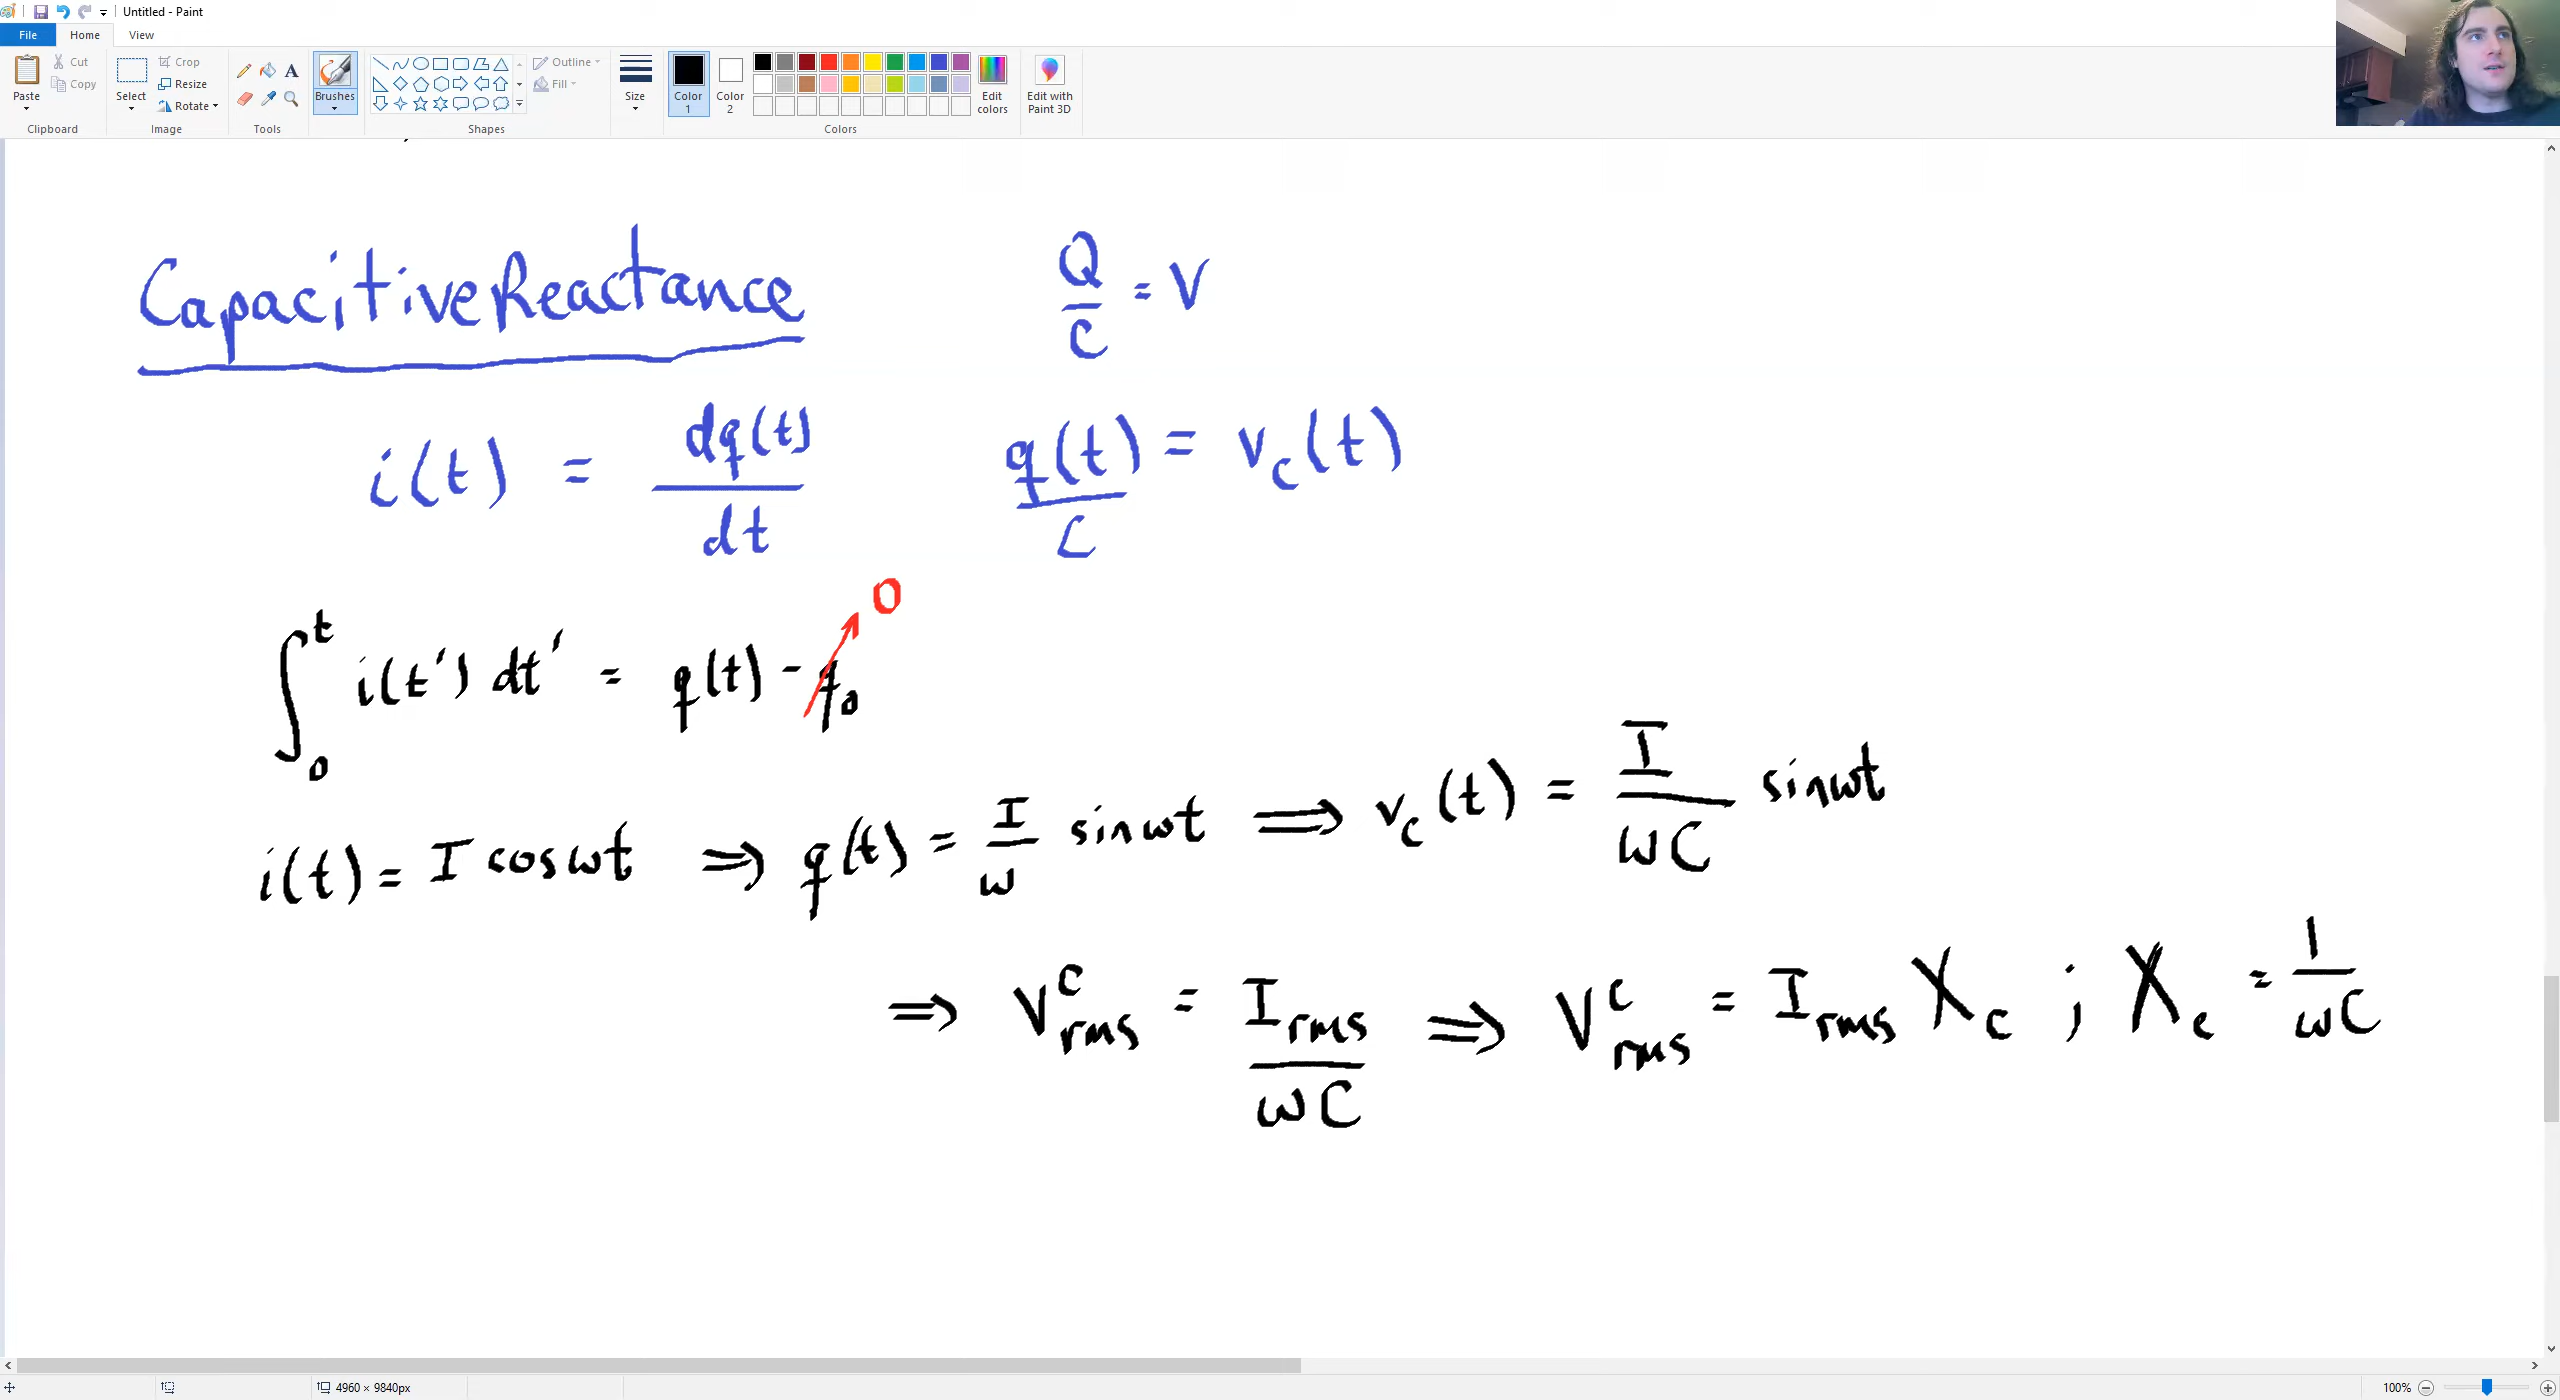 Untitled - Paint
File Home View
Paste Cut Copy Select Crop Resize Rotate Brushes Outline Fill Size Color 1 Color 2 Edit colors Edit with Paint 3D
Clipboard Image Tools Shapes Colors
Capacitive Reactance
Q/C = V
i(t) = dq(t)/dt
q(t)/C = v_c(t)
∫_0^t i(t') dt' = q(t) - q_0 0
i(t) = I cos ωt ⇒ q(t) = I/ω sin ωt ⟹ v_c(t) = I/ωC sin ωt
⇒ V^c_rms = I_rms/ωC ⇒ V^c_rms = I_rms X_c ; X_c = 1/ωC
4960 × 9840px 100%